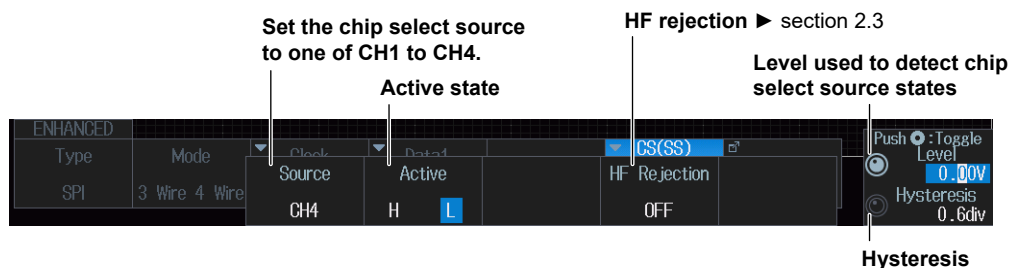 Set the chip select source
to one of CH1 to CH4.
HF rejection ► section 2.3
Active state
Level used to detect chip
select source states
ENHANCED
Type
SPI
Mode
3 Wire 4 Wire
Clock
Data1
CS(SS)
Source
CH4
Active
H L
HF Rejection
OFF
Push :Toggle
Level
0.00V
Hysteresis
0.6div
Hysteresis